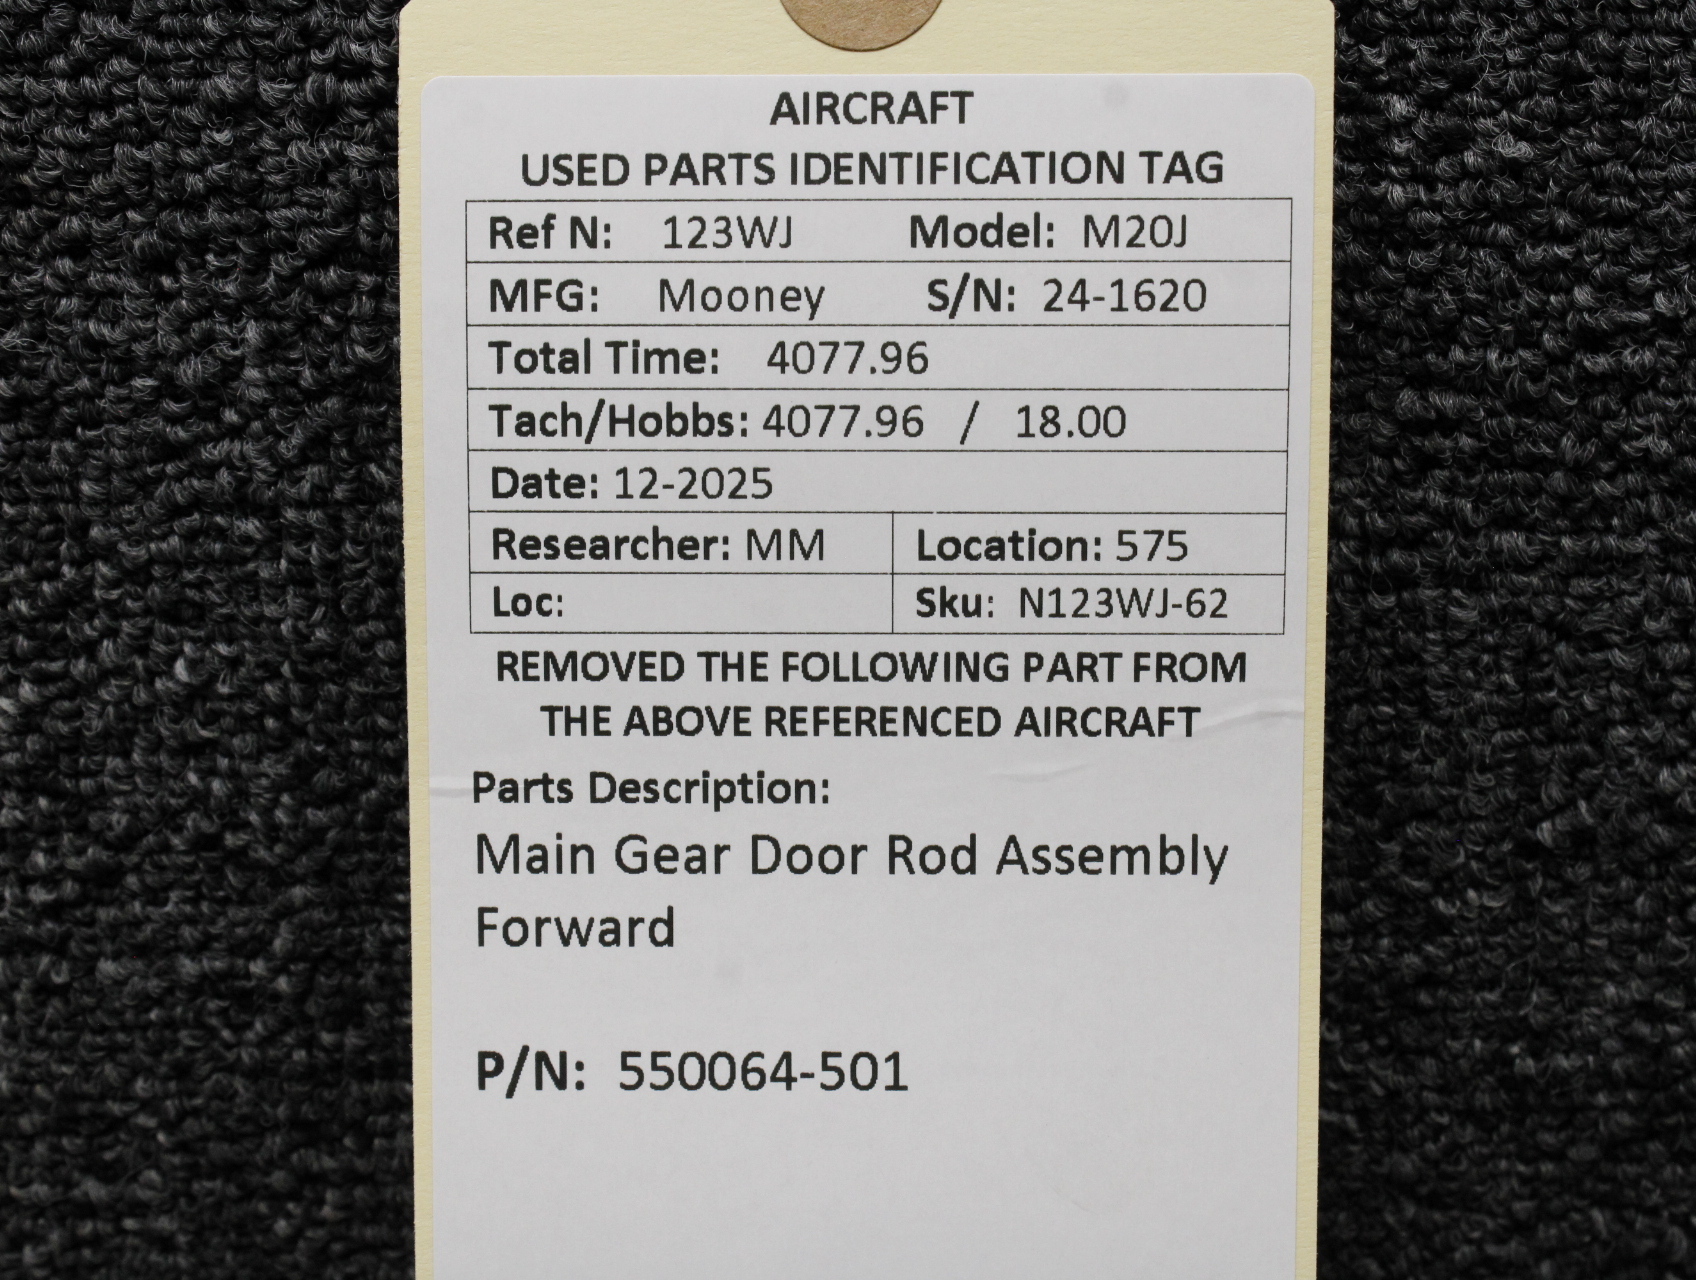 AIRCRAFT
USED PARTS IDENTIFICATION TAG
Ref N: 123WJ Model: M20J
MFG: Mooney S/N: 24-1620
Total Time: 4077.96
Tach/Hobbs: 4077.96 / 18.00
Date: 12-2025
Researcher: MM Location: 575
Loc: Sku: N123WJ-62
REMOVED THE FOLLOWING PART FROM
THE ABOVE REFERENCED AIRCRAFT
Parts Description:
Main Gear Door Rod Assembly
Forward
P/N: 550064-501